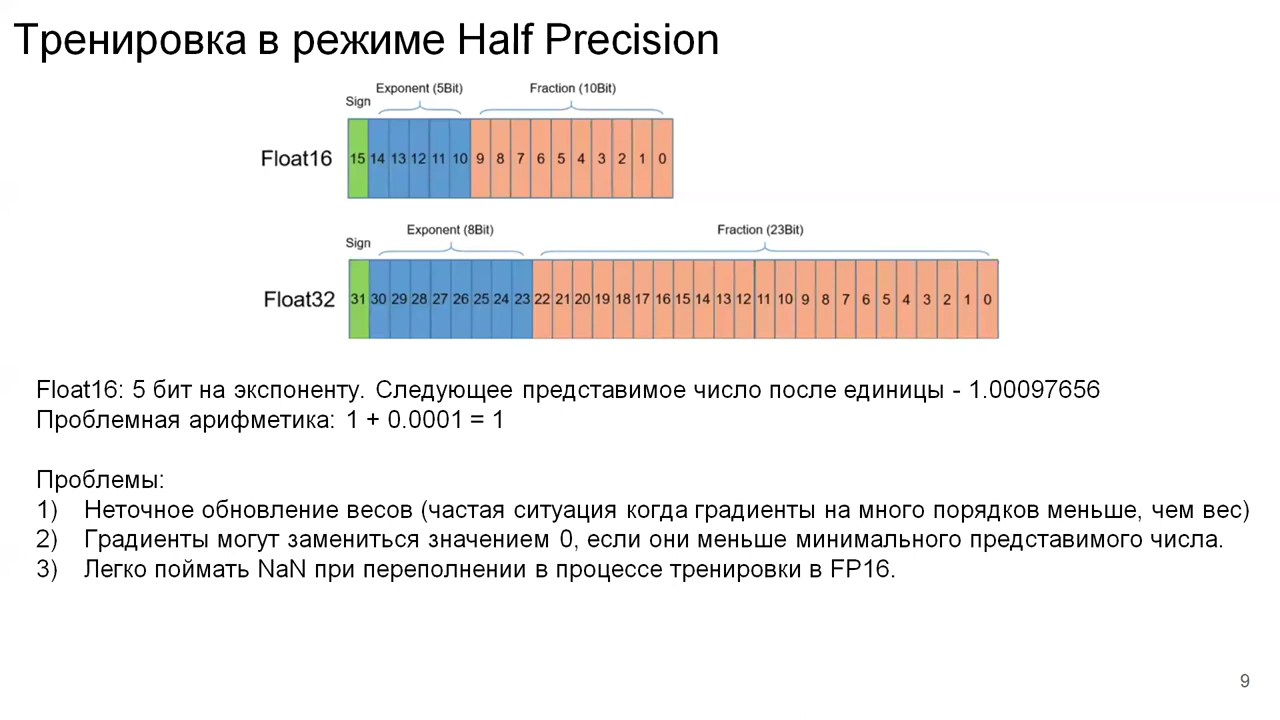 Тренировка в режиме Half Precision
Exponent (5Bit) Fraction (10Bit)
Sign
Float16 15 14 13 12 11 10 9 8 7 6 5 4 3 2 1 0
Exponent (8Bit) Fraction (23Bit)
Sign
Float32 31 30 29 28 27 26 25 24 23 22 21 20 19 18 17 16 15 14 13 12 11 10 9 8 7 6 5 4 3 2 1 0
Float16: 5 бит на экспоненту. Следующее представимое число после единицы - 1.00097656
Проблемная арифметика: 1 + 0.0001 = 1
Проблемы:
1) Неточное обновление весов (частая ситуация когда градиенты на много порядков меньше, чем вес)
2) Градиенты могут замениться значением 0, если они меньше минимального представимого числа.
3) Легко поймать NaN при переполнении в процессе тренировки в FP16.
9